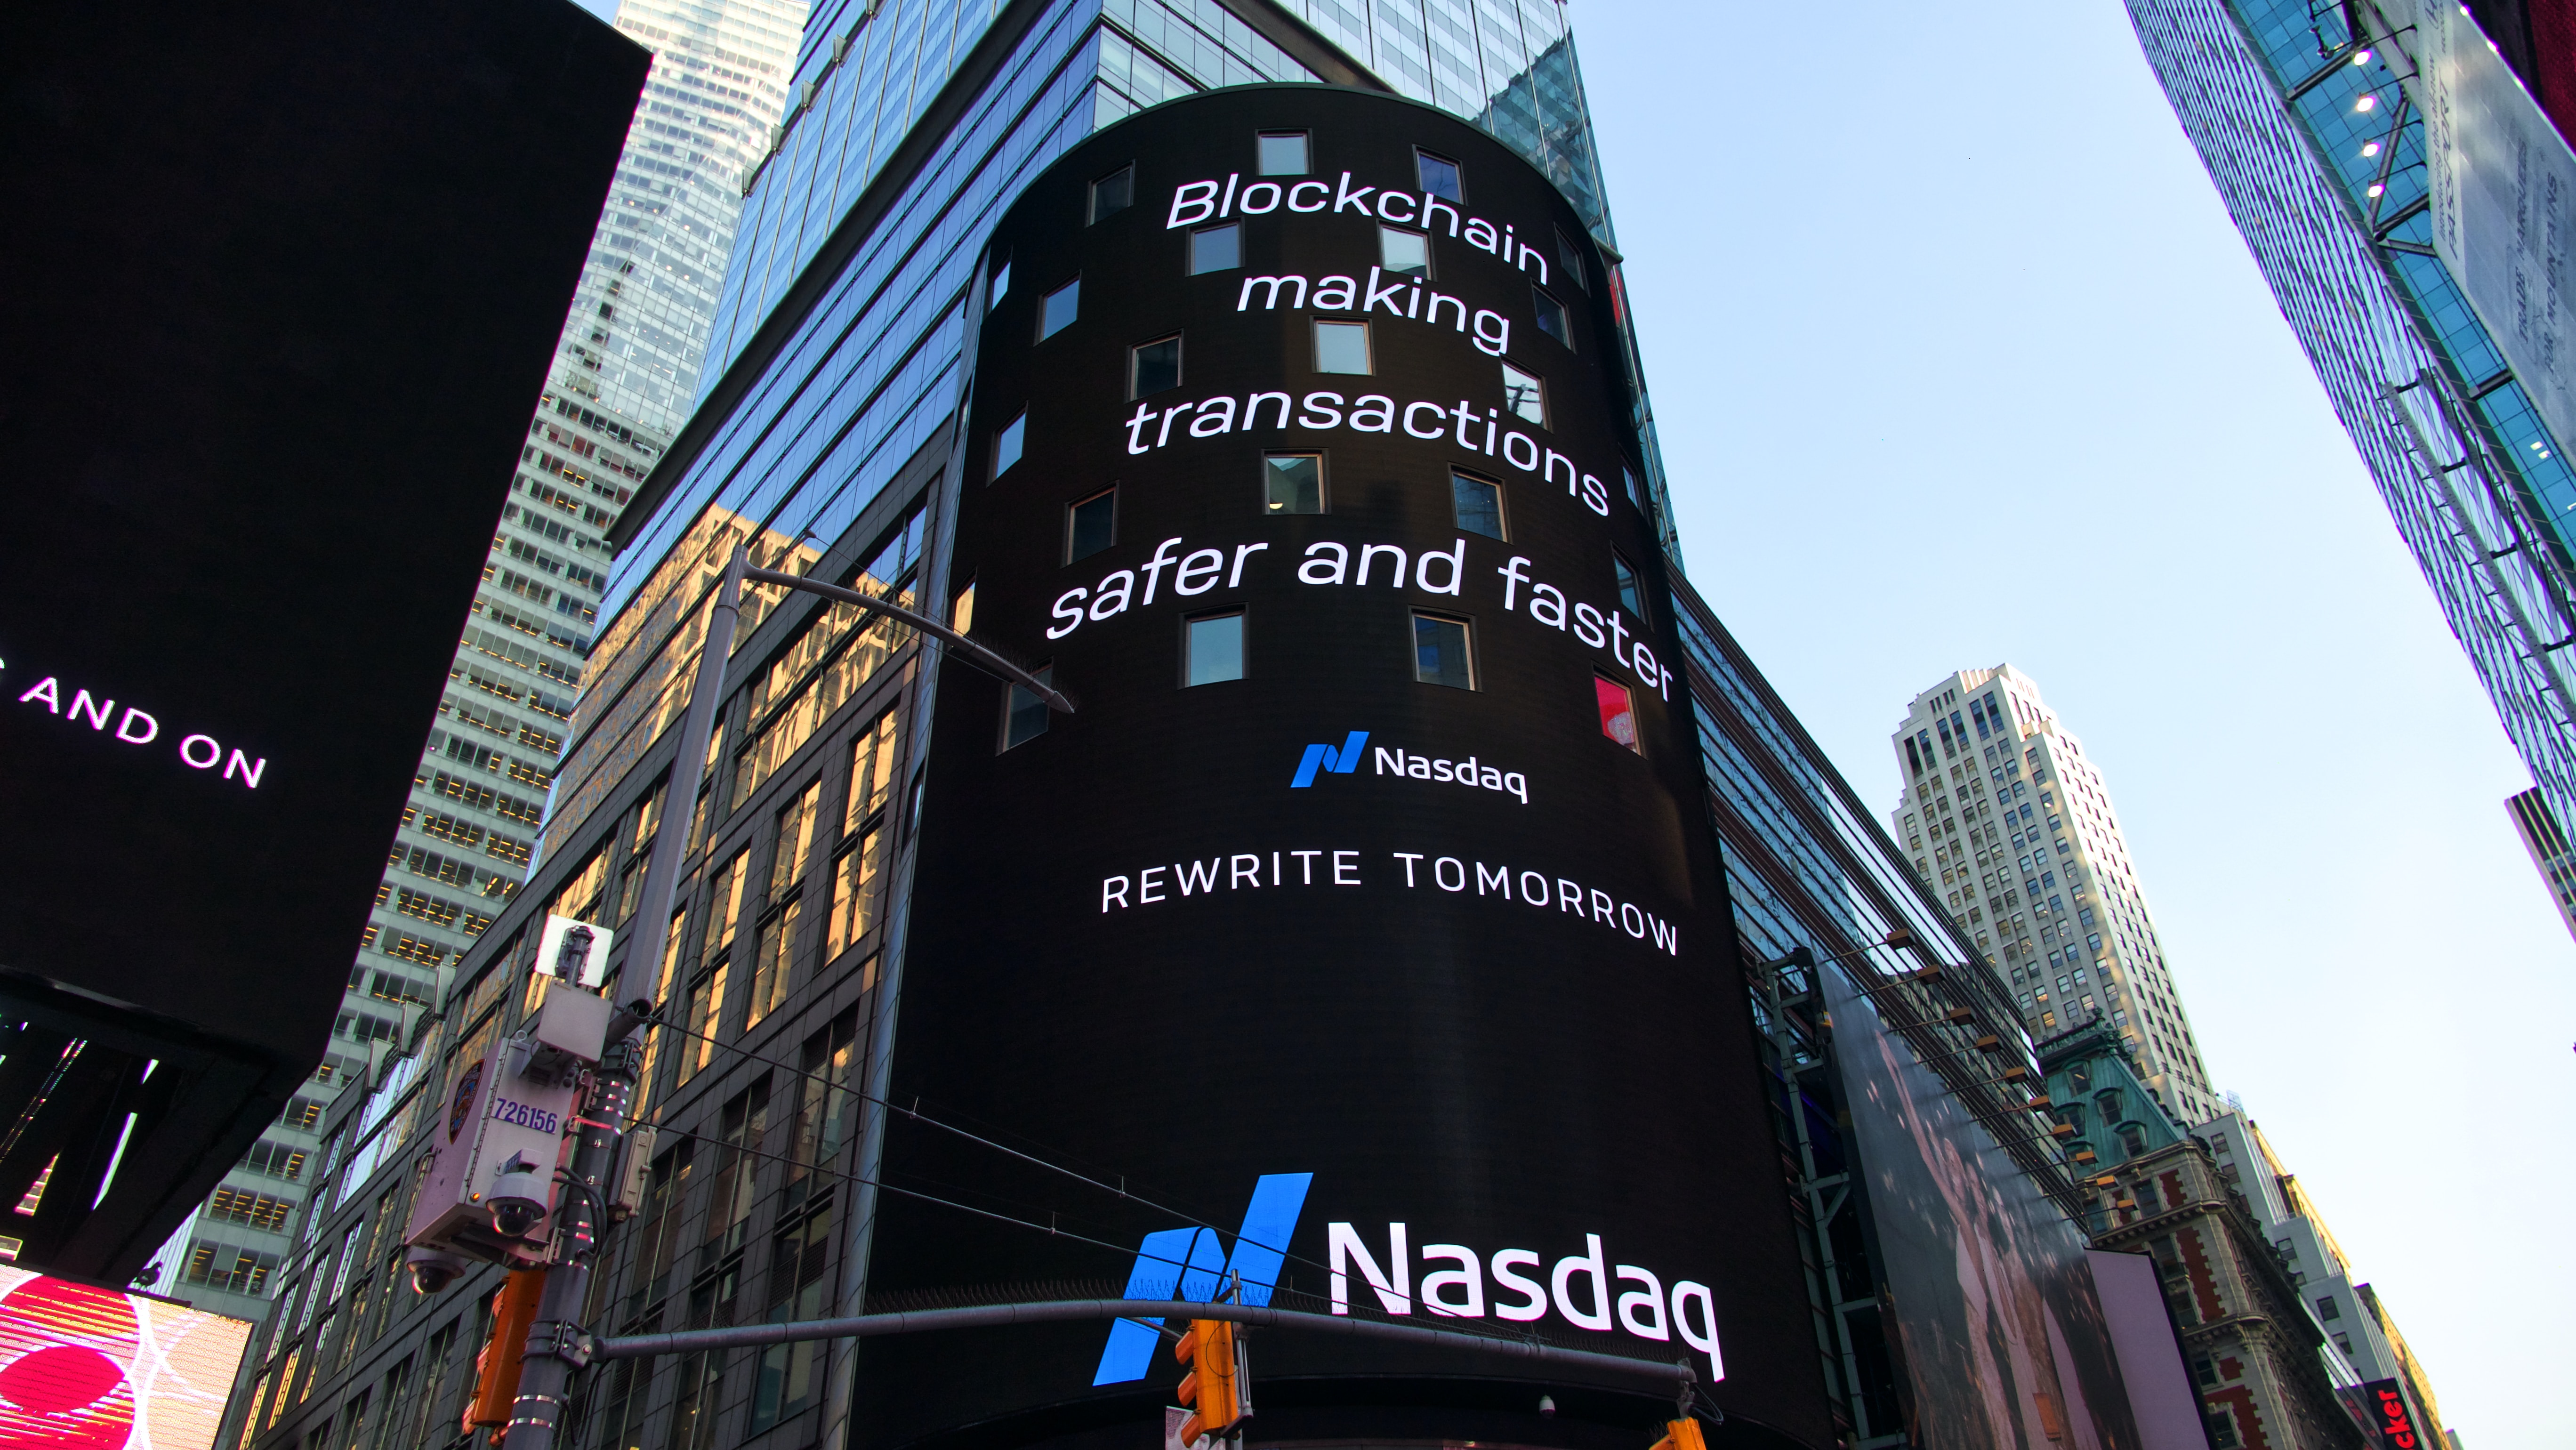 Blockchain
making
transactions
safer and faster
Nasdaq
REWRITE TOMORROW
Nasdaq
AND ON
726156